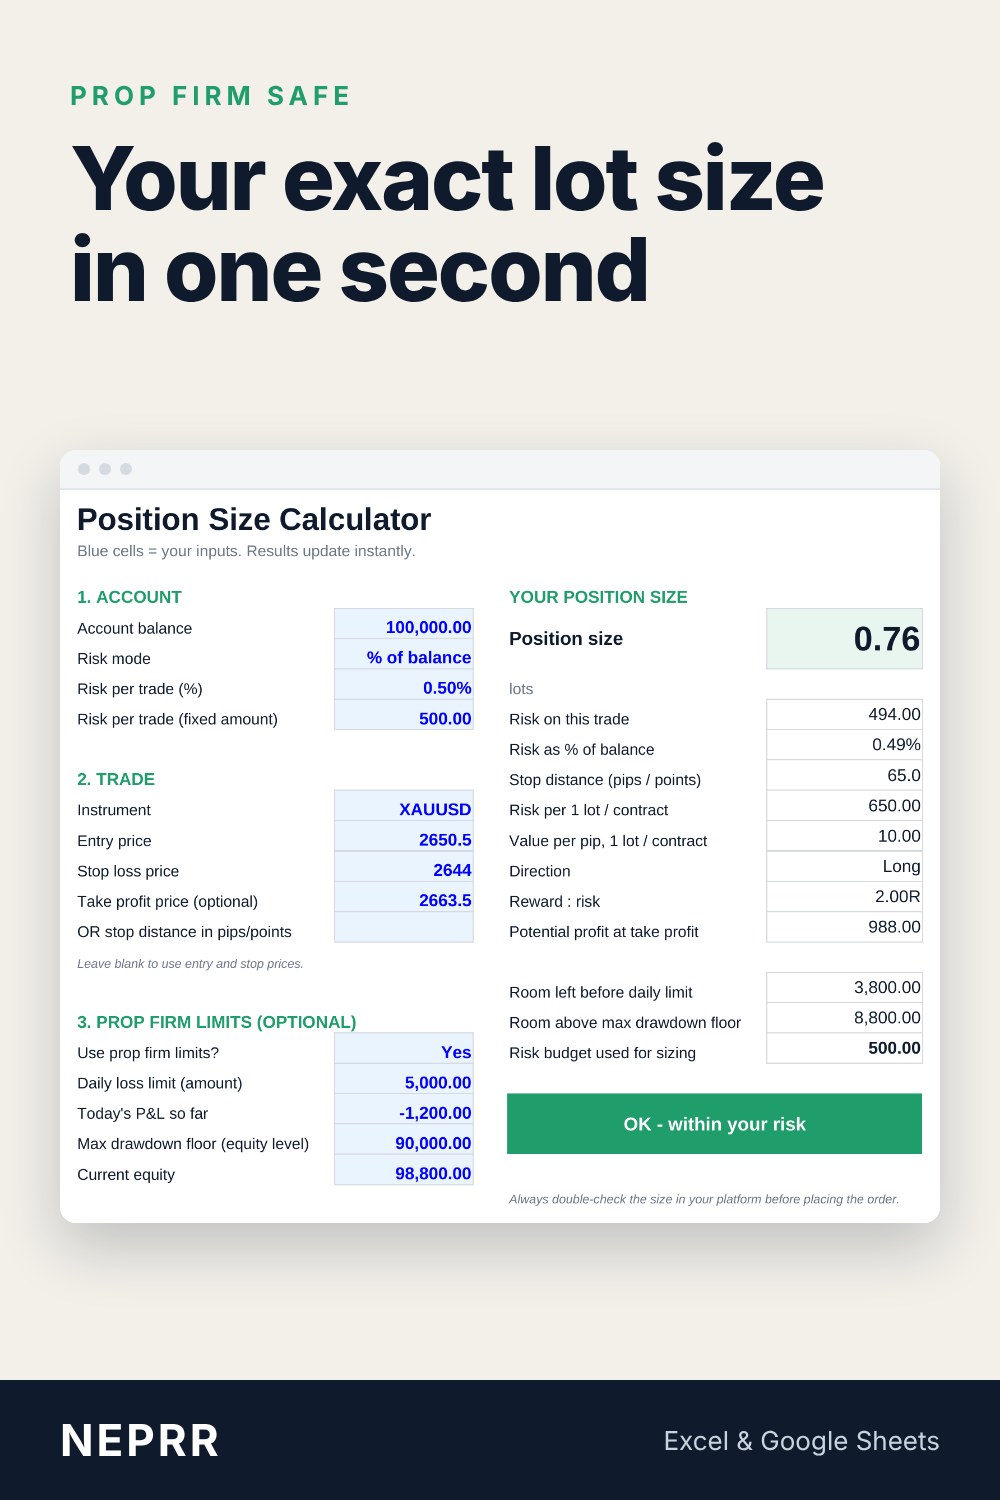 PROP FIRM SAFE
Your exact lot size
in one second
Position Size Calculator
Blue cells = your inputs. Results update instantly.
1. ACCOUNT
Account balance 100,000.00
Risk mode % of balance
Risk per trade (%) 0.50%
Risk per trade (fixed amount) 500.00
2. TRADE
Instrument XAUUSD
Entry price 2650.5
Stop loss price 2644
Take profit price (optional) 2663.5
OR stop distance in pips/points
Leave blank to use entry and stop prices.
3. PROP FIRM LIMITS (OPTIONAL)
Use prop firm limits? Yes
Daily loss limit (amount) 5,000.00
Today's P&L so far -1,200.00
Max drawdown floor (equity level) 90,000.00
Current equity 98,800.00
YOUR POSITION SIZE
Position size 0.76
lots
Risk on this trade 494.00
Risk as % of balance 0.49%
Stop distance (pips / points) 65.0
Risk per 1 lot / contract 650.00
Value per pip, 1 lot / contract 10.00
Direction Long
Reward : risk 2.00R
Potential profit at take profit 988.00
Room left before daily limit 3,800.00
Room above max drawdown floor 8,800.00
Risk budget used for sizing 500.00
OK - within your risk
Always double-check the size in your platform before placing the order.
NEPRR
Excel & Google Sheets